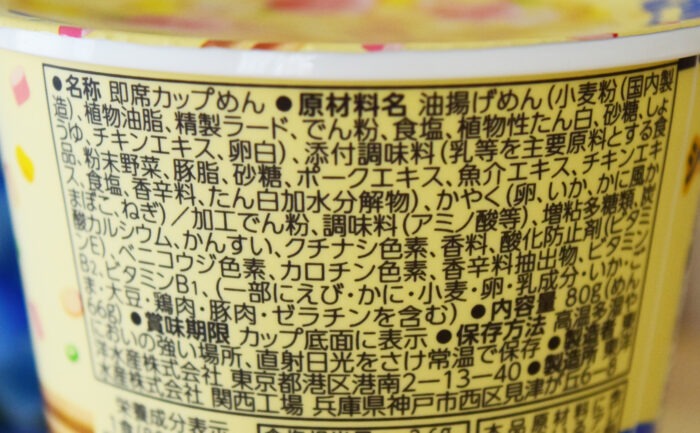 ●名称 即席カップめん ●原材料名 油揚げめん(小麦粉(国内製
造)、植物油脂、精製ラード、でん粉、食塩、植物性たん白、砂糖、しょ
うゆ、チキンエキス、卵白)、添付調味料(乳等を主要原料とする食
品、粉末野菜、豚脂、砂糖、ポークエキス、魚介エキス、チキンエキ
ス、食塩、香辛料、たん白加水分解物)、かやく(卵、いか、かに風か
まぼこ、ねぎ)/加工でん粉、調味料(アミノ酸等)、増粘多糖類、炭
酸カルシウム、かんすい、クチナシ色素、香料、酸化防止剤(ビタミ
ンE)、ベニコウジ色素、カロチン色素、香辛料抽出物、ビタミン
B2、ビタミンB1、(一部にえび・かに・小麦・卵・乳成分・いか・ご
ま・大豆・鶏肉・豚肉・ゼラチンを含む) ●内容量 80g(めん
66g) ●賞味期限 カップ底面に表示 ●保存方法 高温多湿や
においの強い場所、直射日光をさけ常温で保存 ●製造者 東
洋水産株式会社 東京都港区港南2-13-40 ●製造所 東洋
水産株式会社 関西工場 兵庫県神戸市西区見津が丘6-8
栄養成分表示